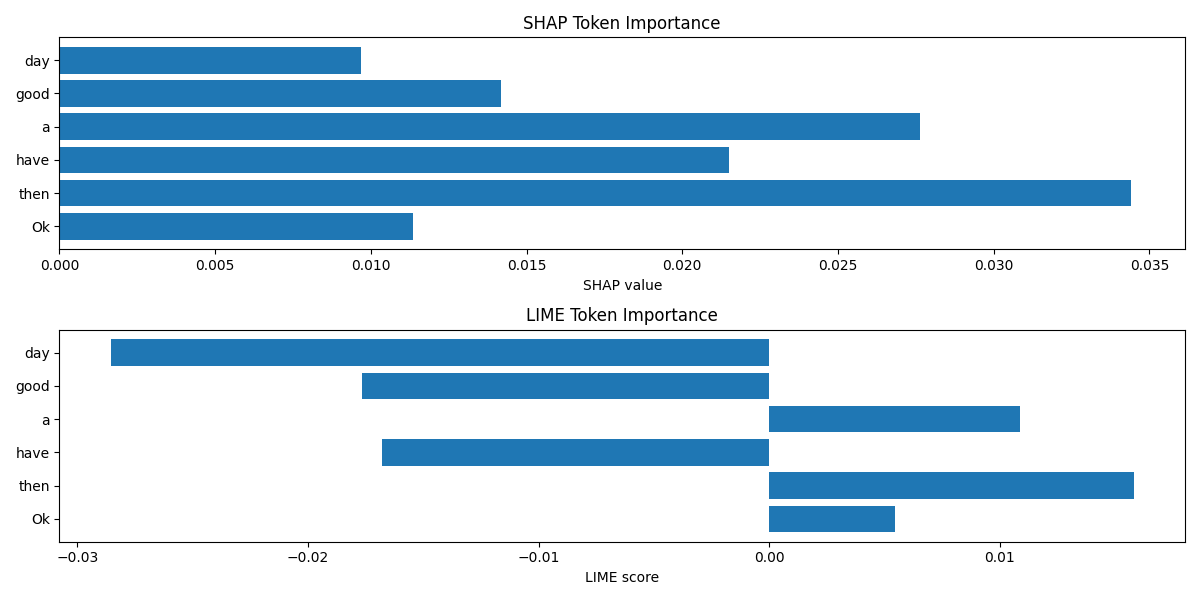 SHAP Token Importance
day
good
a
have
then
Ok
0.000 0.005 0.010 0.015 0.020 0.025 0.030 0.035
SHAP value
LIME Token Importance
day
good
a
have
then
Ok
−0.03 −0.02 −0.01 0.00 0.01
LIME score